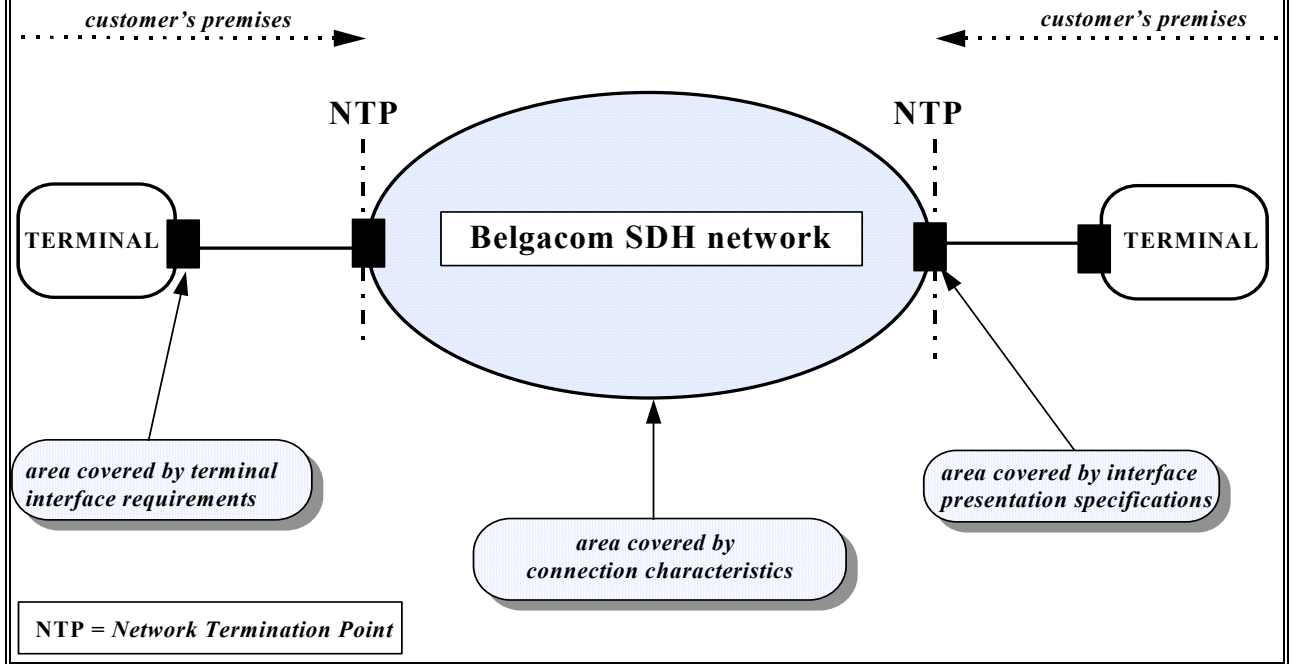 customer's premises
customer's premises
NTP
NTP
TERMINAL
Belgacom SDH network
TERMINAL
area covered by terminal
interface requirements
area covered by
connection characteristics
area covered by interface
presentation specifications
NTP = Network Termination Point